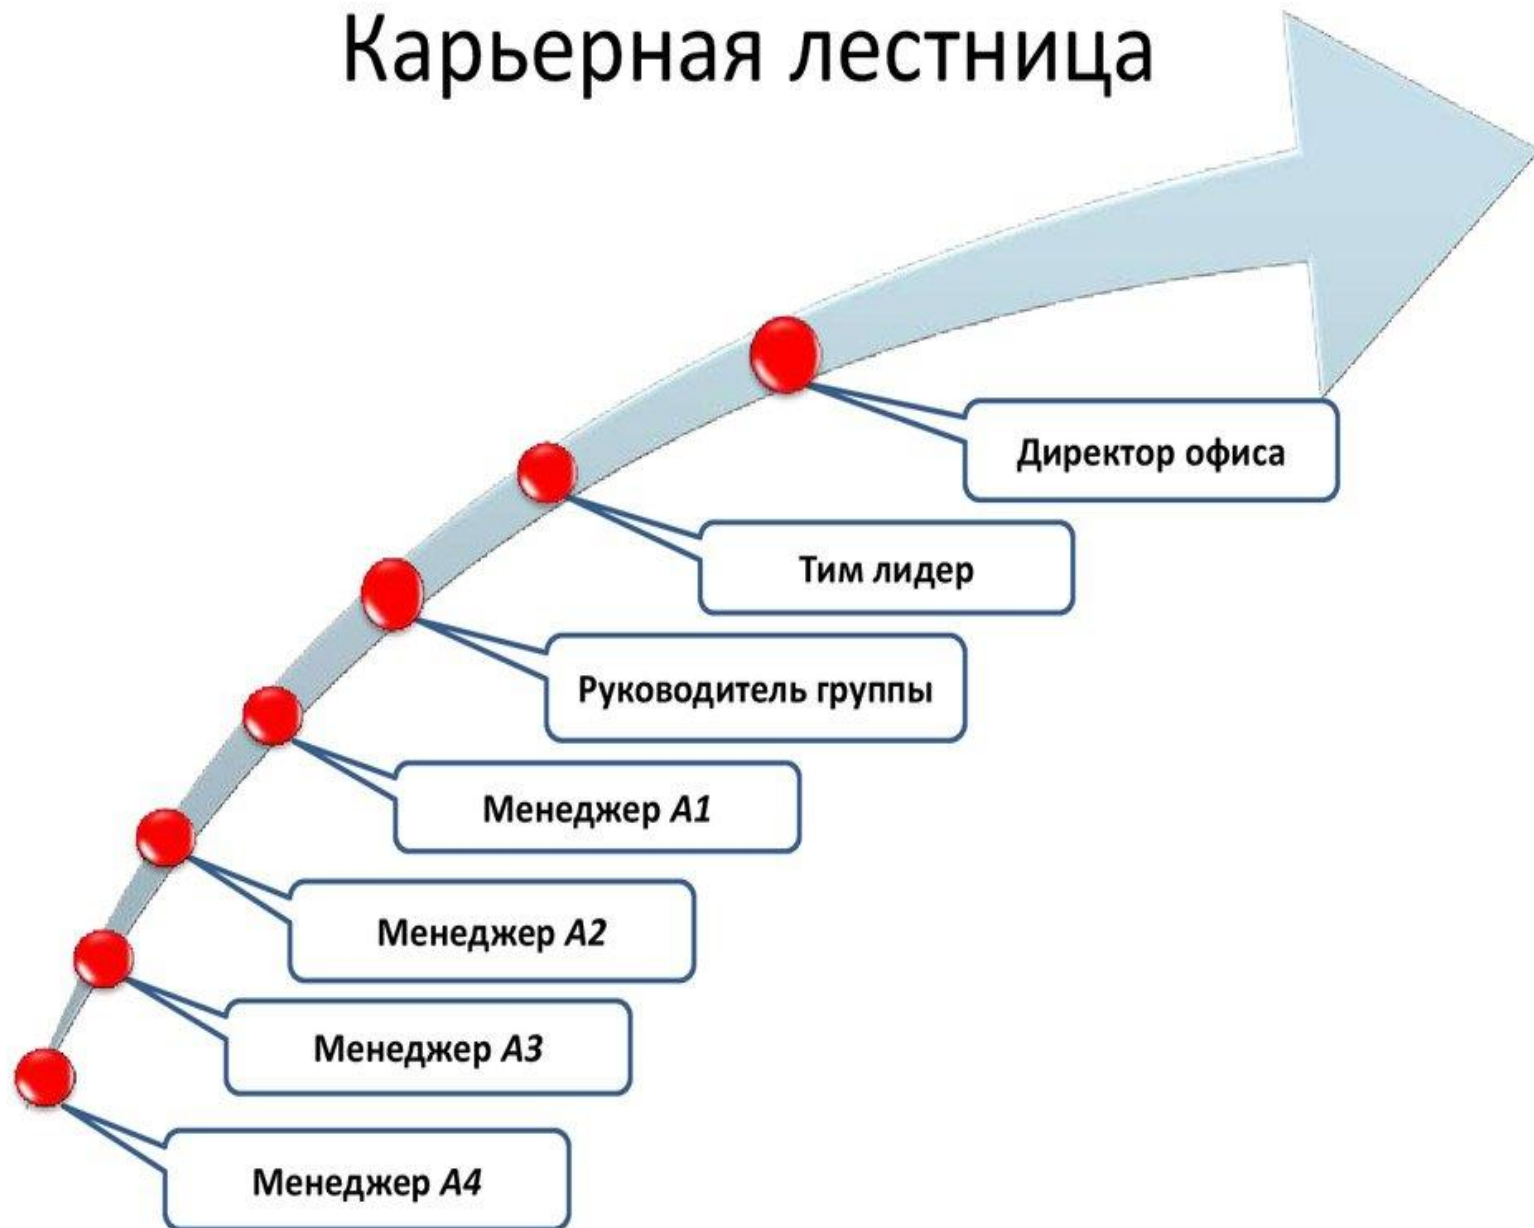 Карьерная лестница
Директор офиса
Тим лидер
Руководитель группы
Менеджер А1
Менеджер А2
Менеджер А3
Менеджер А4